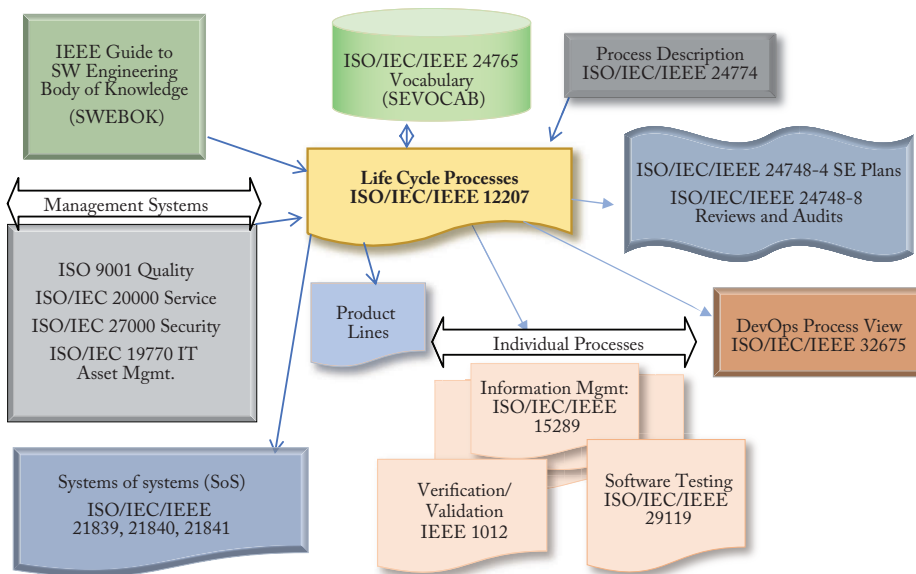 IEEE Guide to
SW Engineering
Body of Knowledge
(SWEBOK)
ISO/IEC/IEEE 24765
Vocabulary
(SEVOCAB)
Process Description
ISO/IEC/IEEE 24774
Life Cycle Processes
ISO/IEC/IEEE 12207
ISO/IEC/IEEE 24748-4 SE Plans
ISO/IEC/IEEE 24748-8
Reviews and Audits
Management Systems
ISO 9001 Quality
ISO/IEC 20000 Service
ISO/IEC 27000 Security
ISO/IEC 19770 IT
Asset Mgmt.
Product
Lines
Individual Processes
DevOps Process View
ISO/IEC/IEEE 32675
Information Mgmt:
ISO/IEC/IEEE
15289
Systems of systems (SoS)
ISO/IEC/IEEE
21839, 21840, 21841
Verification/
Validation
IEEE 1012
Software Testing
ISO/IEC/IEEE
29119